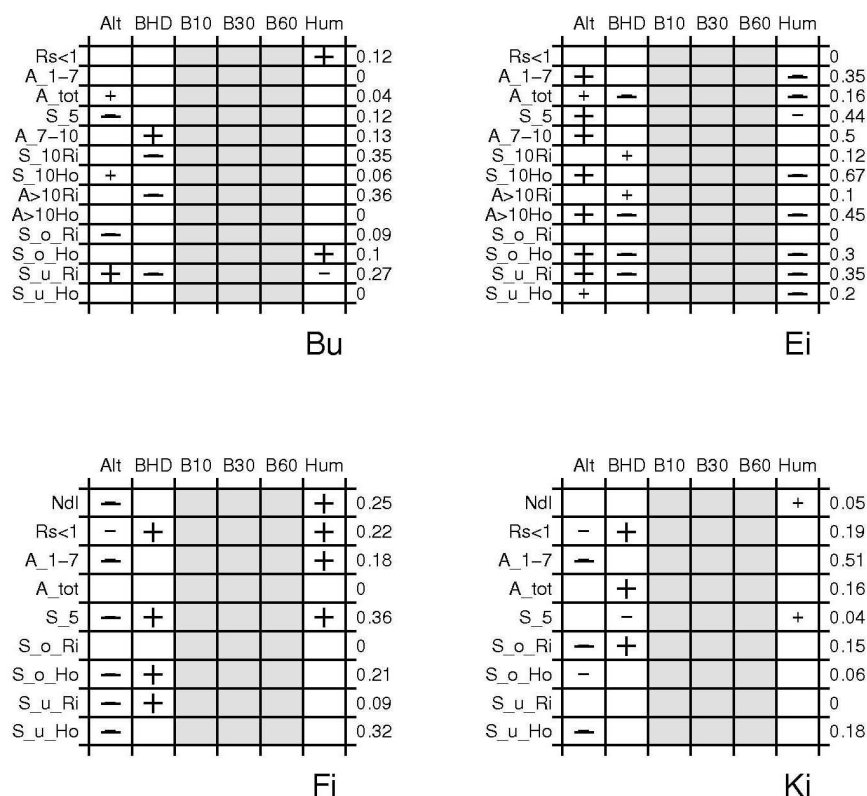 Alt BHD B10 B30 B60 Hum
Rs<1 + 0.12
A_1-7 0
A_tot + 0.04
S_5 − 0.12
A_7-10 + 0.13
S_10Ri − 0.35
S_10Ho + 0.06
A>10Ri − 0.36
A>10Ho 0
S_o_Ri − 0.09
S_o_Ho + 0.1
S_u_Ri + − − 0.27
S_u_Ho 0
Bu
Alt BHD B10 B30 B60 Hum
Rs<1 0
A_1-7 + − 0.35
A_tot + − − 0.16
S_5 + − 0.44
A_7-10 + 0.5
S_10Ri + 0.12
S_10Ho + − 0.67
A>10Ri + 0.1
A>10Ho + − − 0.45
S_o_Ri 0
S_o_Ho + − − 0.3
S_u_Ri + − − 0.35
S_u_Ho + − 0.2
Ei
Alt BHD B10 B30 B60 Hum
Ndl − + 0.25
Rs<1 − + + 0.22
A_1-7 − + 0.18
A_tot 0
S_5 − + + 0.36
S_o_Ri 0
S_o_Ho − + 0.21
S_u_Ri − + 0.09
S_u_Ho − 0.32
Fi
Alt BHD B10 B30 B60 Hum
Ndl + 0.05
Rs<1 − + 0.19
A_1-7 − 0.51
A_tot + 0.16
S_5 − + 0.04
S_o_Ri − + 0.15
S_o_Ho − 0.06
S_u_Ri 0
S_u_Ho − 0.18
Ki